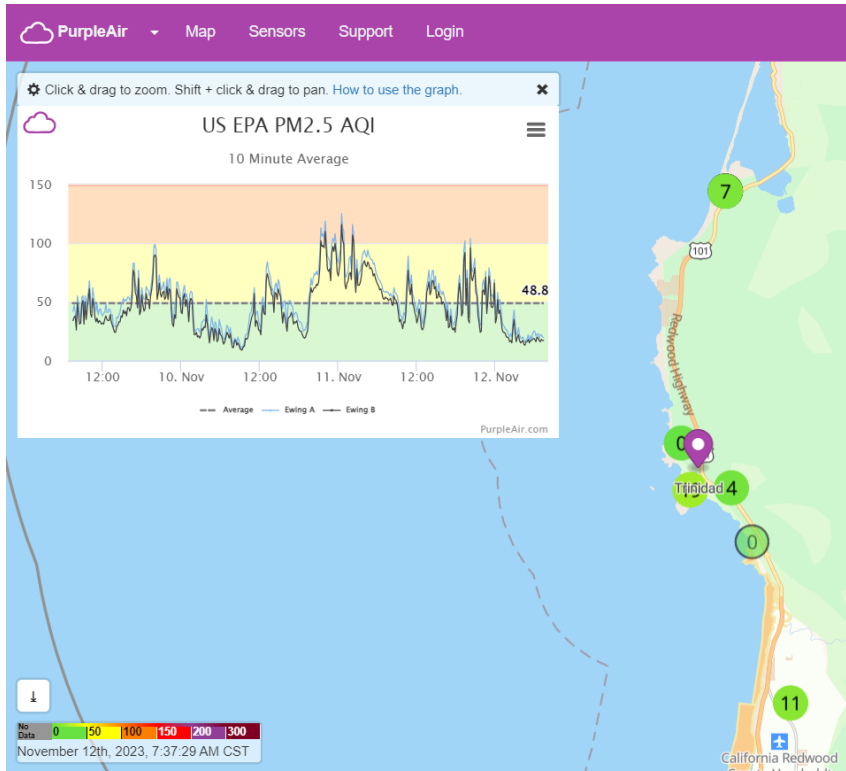 PurpleAir Map Sensors Support Login
Click & drag to zoom. Shift + click & drag to pan. How to use the graph.
US EPA PM2.5 AQI
10 Minute Average
150
100
50
0
48.8
12:00 10. Nov 12:00 11. Nov 12:00 12. Nov
Average Ewing A Ewing B
PurpleAir.com
7
101
Redwood Highway
0
Trinidad
4
0
11
California Redwood
No Data 0 50 100 150 200 300
November 12th, 2023, 7:37:29 AM CST